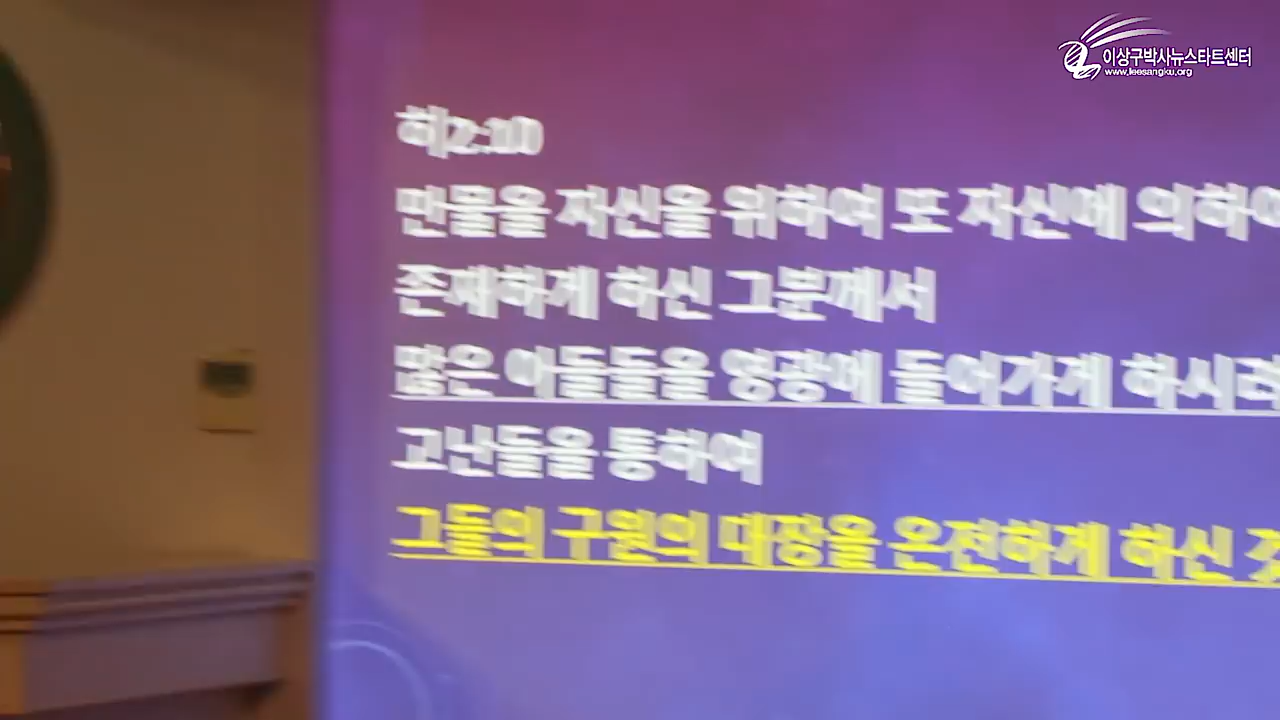 이상구박사뉴스타트센터
www.leesangku.org
히2:10
만물을 자신을 위하여 또 자신에 의하여
존재하게 하신 그분께서
많은 아들들을 영광에 들어가게 하시려
고난들을 통하여
그들의 구원의 대장을 온전하게 하신